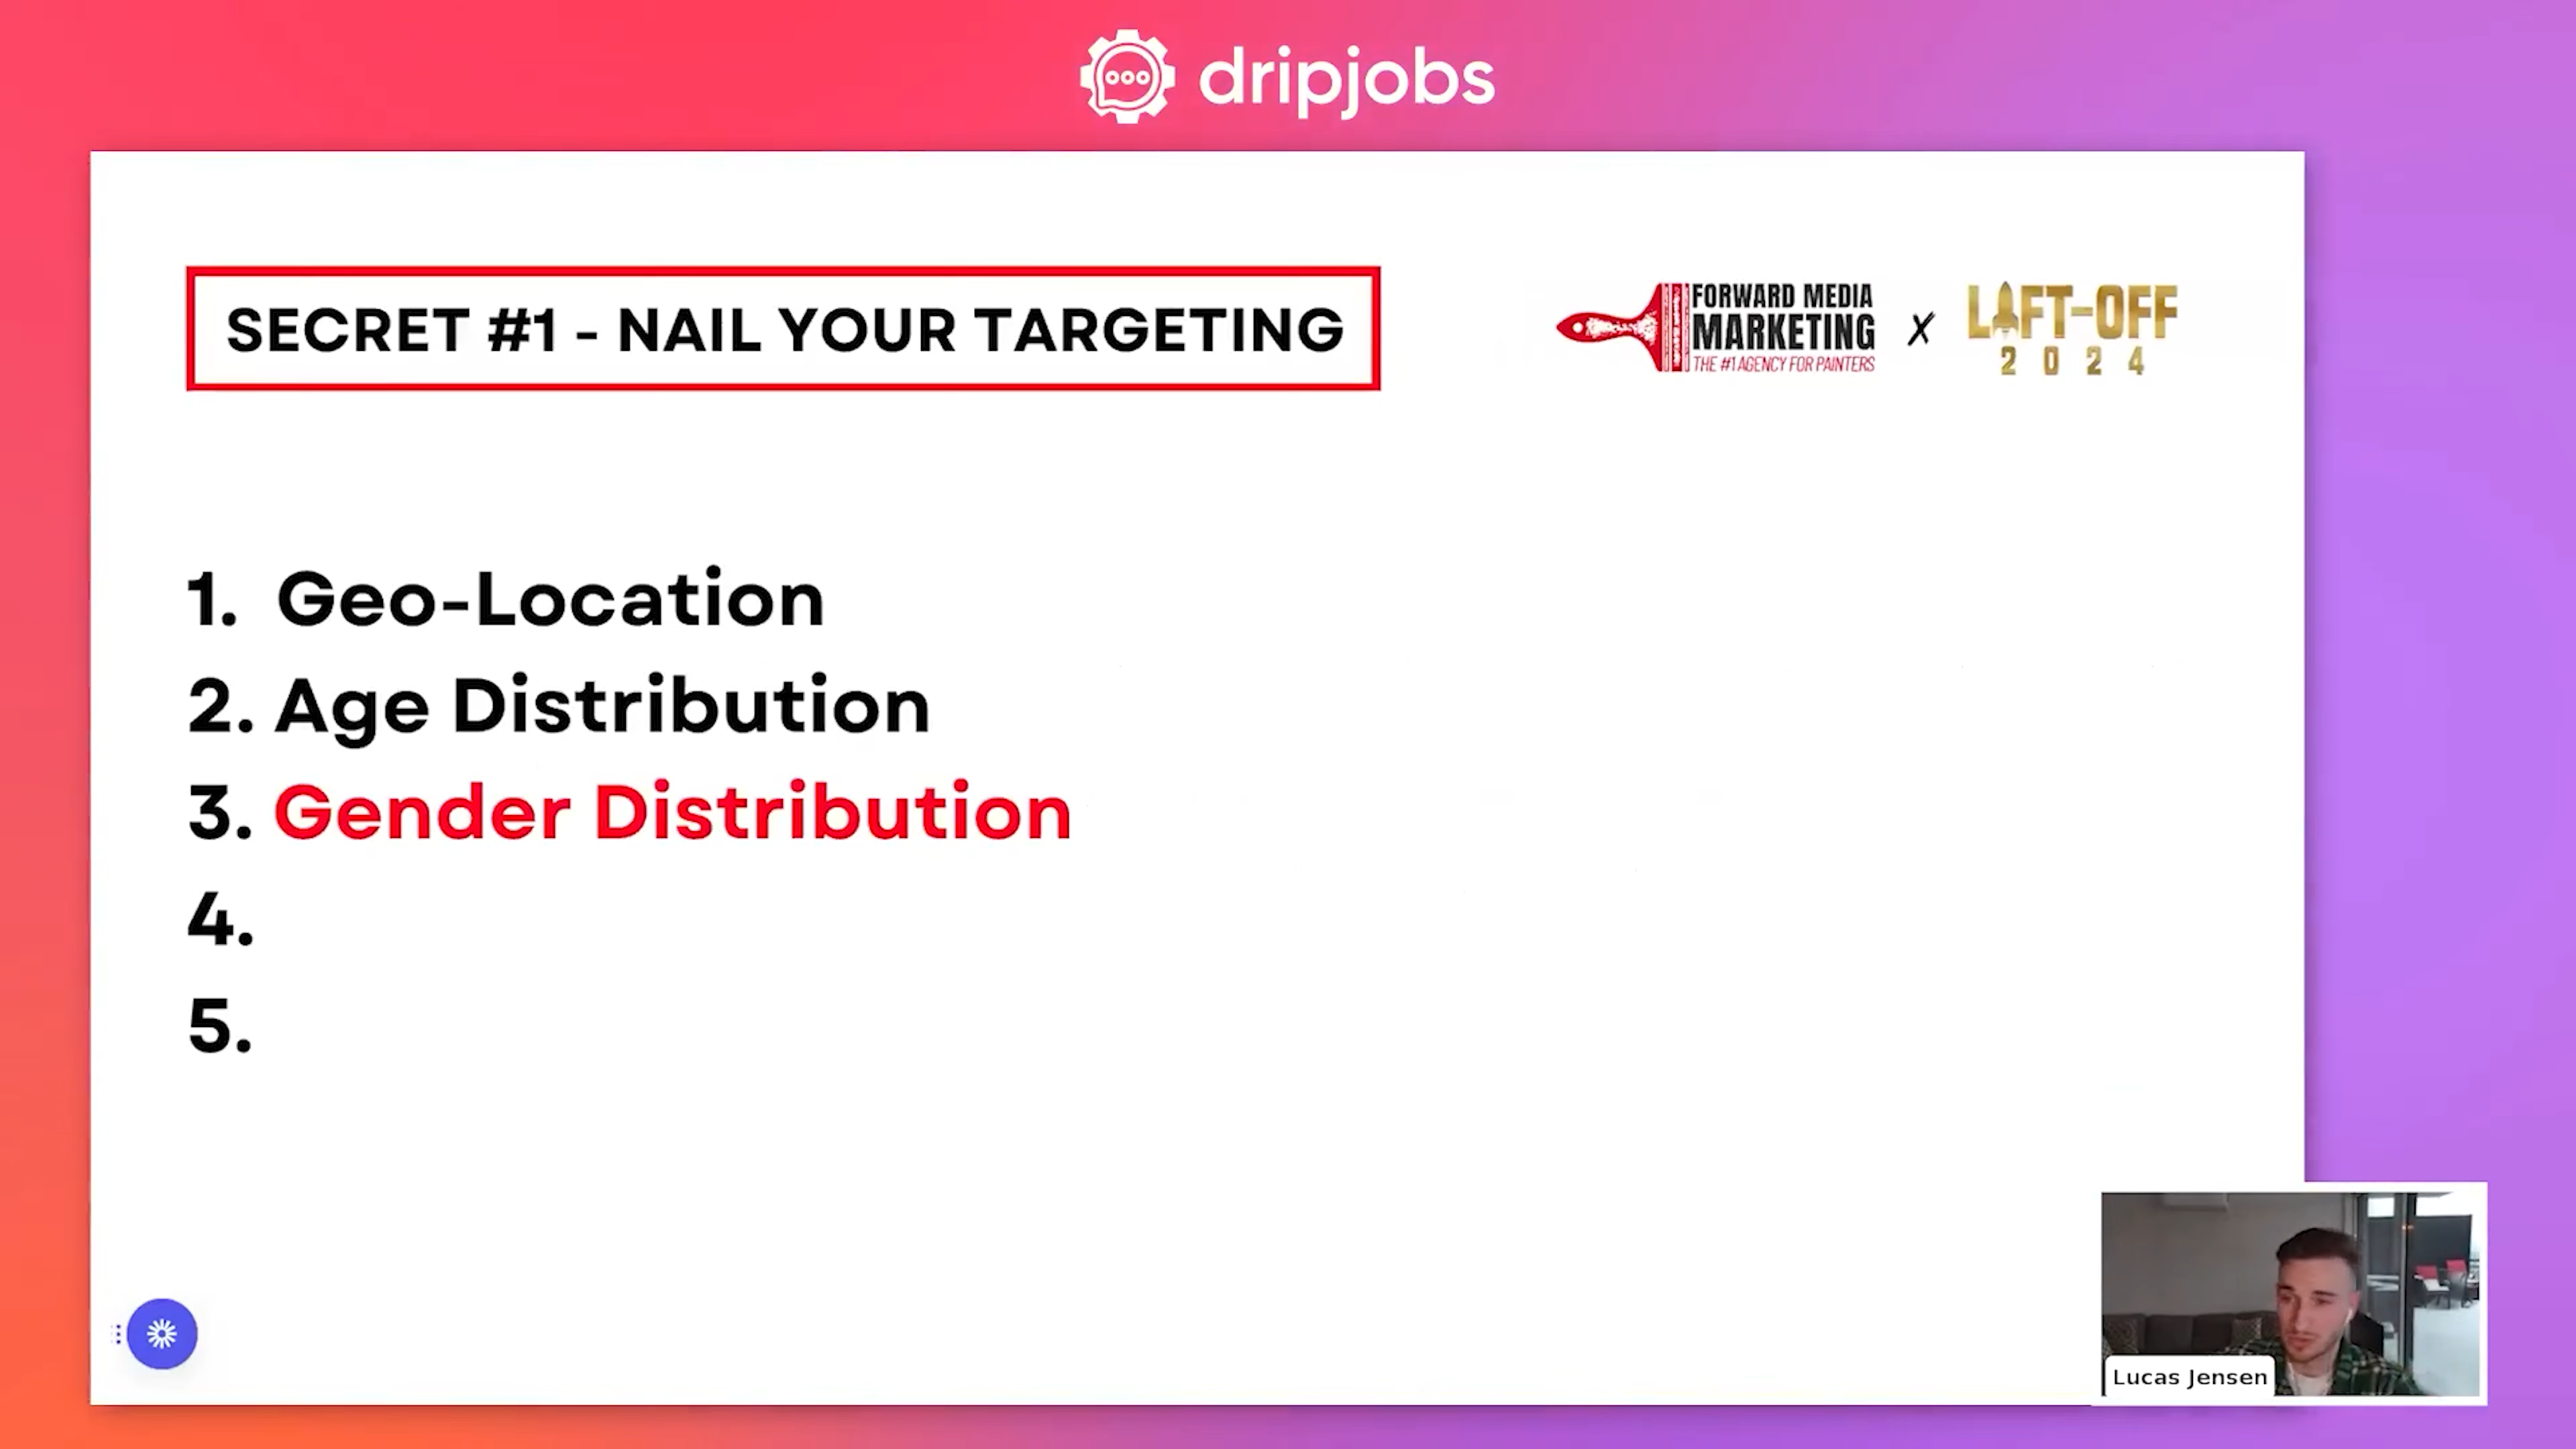 dripjobs
SECRET #1 - NAIL YOUR TARGETING
FORWARD MEDIA
MARKETING
THE #1 AGENCY FOR PAINTERS
X
LIFT-OFF
2024
1. Geo-Location
2. Age Distribution
3. Gender Distribution
4.
5.
Lucas Jensen